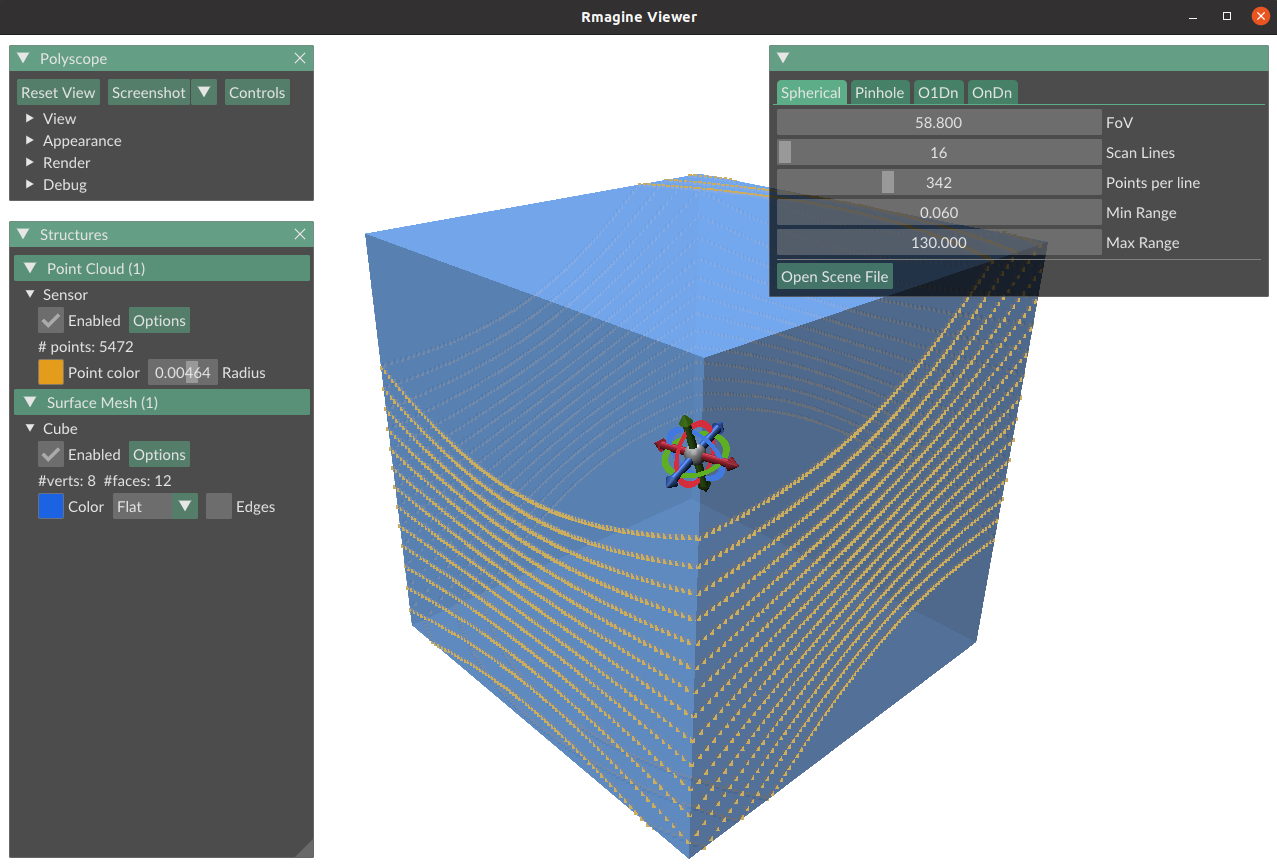 Rmagine Viewer
Polyscope
Reset View Screenshot Controls
View
Appearance
Render
Debug
Structures
Point Cloud (1)
Sensor
Enabled Options
# points: 5472
Point color 0.00464 Radius
Surface Mesh (1)
Cube
Enabled Options
#verts: 8 #faces: 12
Color Flat Edges
Spherical Pinhole O1Dn OnDn
58.800 FoV
16 Scan Lines
342 Points per line
0.060 Min Range
130.000 Max Range
Open Scene File